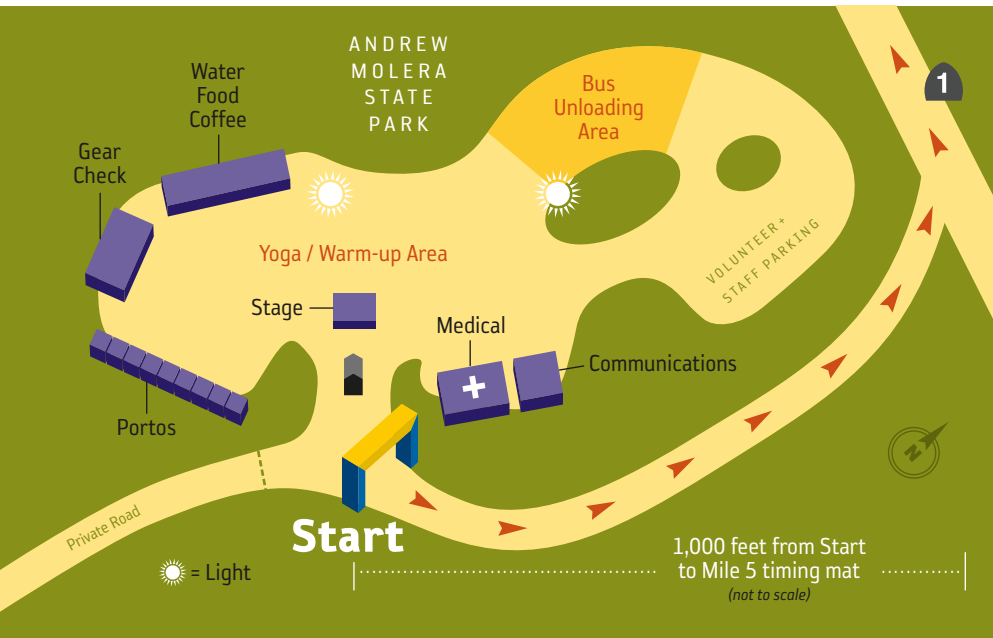 ANDREW
MOLERA
STATE
PARK
Water
Food
Coffee
Bus
Unloading
Area
1
Gear
Check
Yoga / Warm-up Area
VOLUNTEER+
STAFF PARKING
Stage
Medical
Communications
Portos
N
Private Road
Start
= Light
1,000 feet from Start
to Mile 5 timing mat
(not to scale)